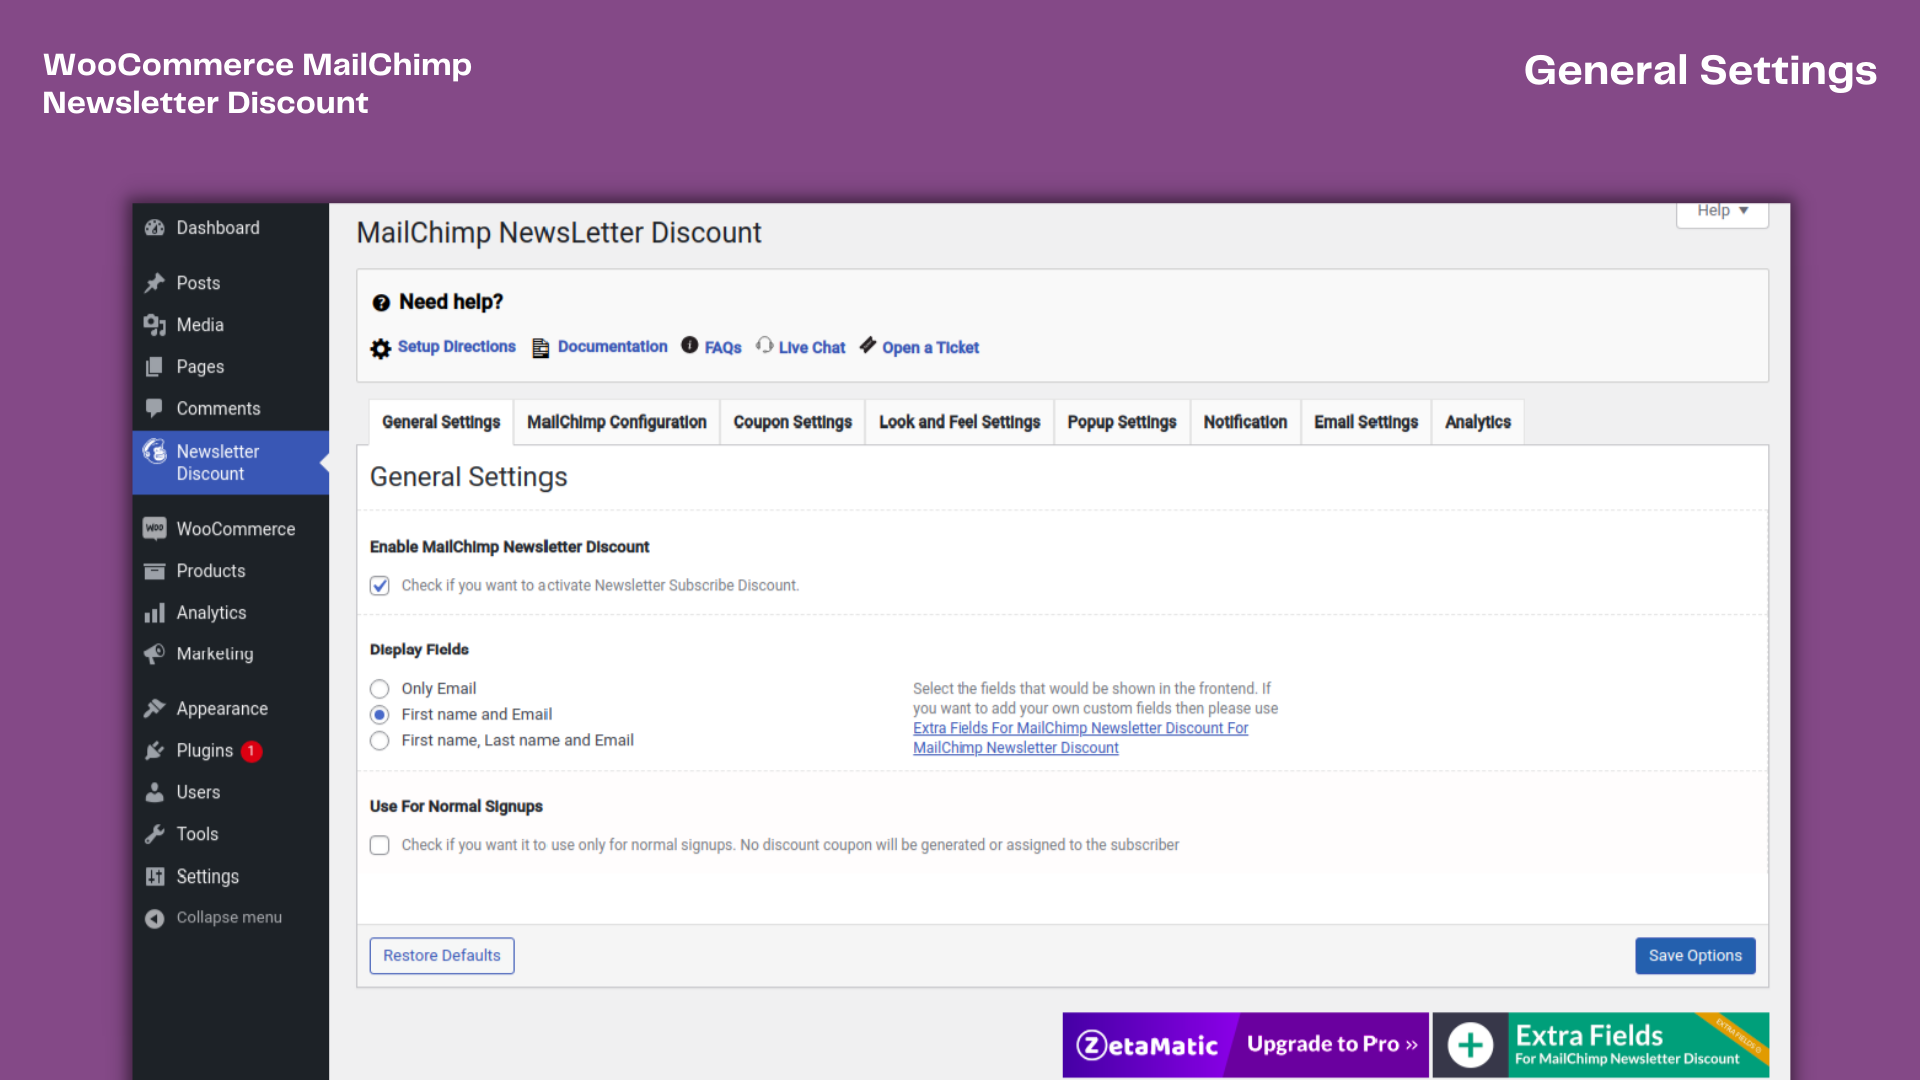 WooCommerce MailChimp
Newsletter Discount
General Settings
Dashboard
Posts
Media
Pages
Comments
Newsletter
Discount
WOO WooCommerce
Products
Analytics
Marketing
Appearance
Plugins 1
Users
Tools
Settings
Collapse menu
Help
MailChimp NewsLetter Discount
Need help?
Setup Directions Documentation FAQs Live Chat Open a Ticket
General Settings MailChimp Configuration Coupon Settings Look and Feel Settings Popup Settings Notification Email Settings Analytics
General Settings
Enable MailChimp Newsletter Discount
Check if you want to activate Newsletter Subscribe Discount.
Display Fields
Only Email
First name and Email
First name, Last name and Email
Select the fields that would be shown in the frontend. If
you want to add your own custom fields then please use
Extra Fields For MailChimp Newsletter Discount For
MailChimp Newsletter Discount
Use For Normal Signups
Check if you want it to use only for normal signups. No discount coupon will be generated or assigned to the subscriber
Restore Defaults
Save Options
ZetaMatic Upgrade to Pro »
Extra Fields
For MailChimp Newsletter Discount
EXTRA FIELDS